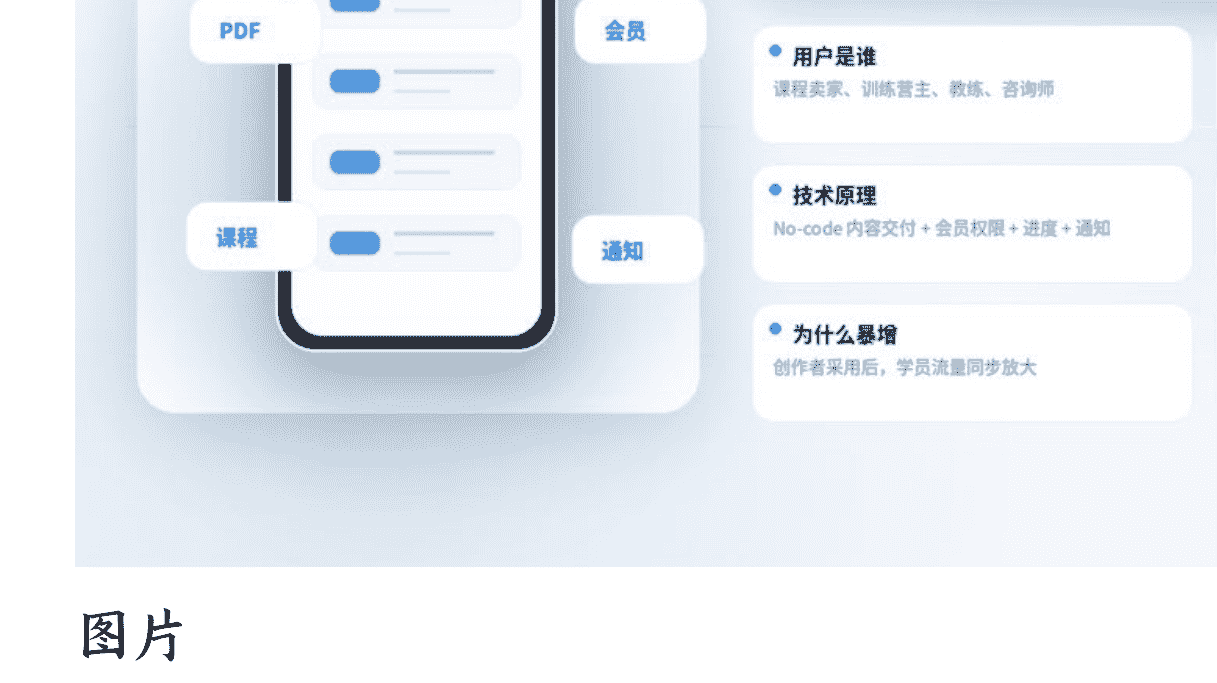 PDF
会员
课程
通知
用户是谁
课程卖家、训练营主、教练、咨询师
技术原理
No-code 内容交付 + 会员权限 + 进度 + 通知
为什么暴增
创作者采用后，学员流量同步放大
图片